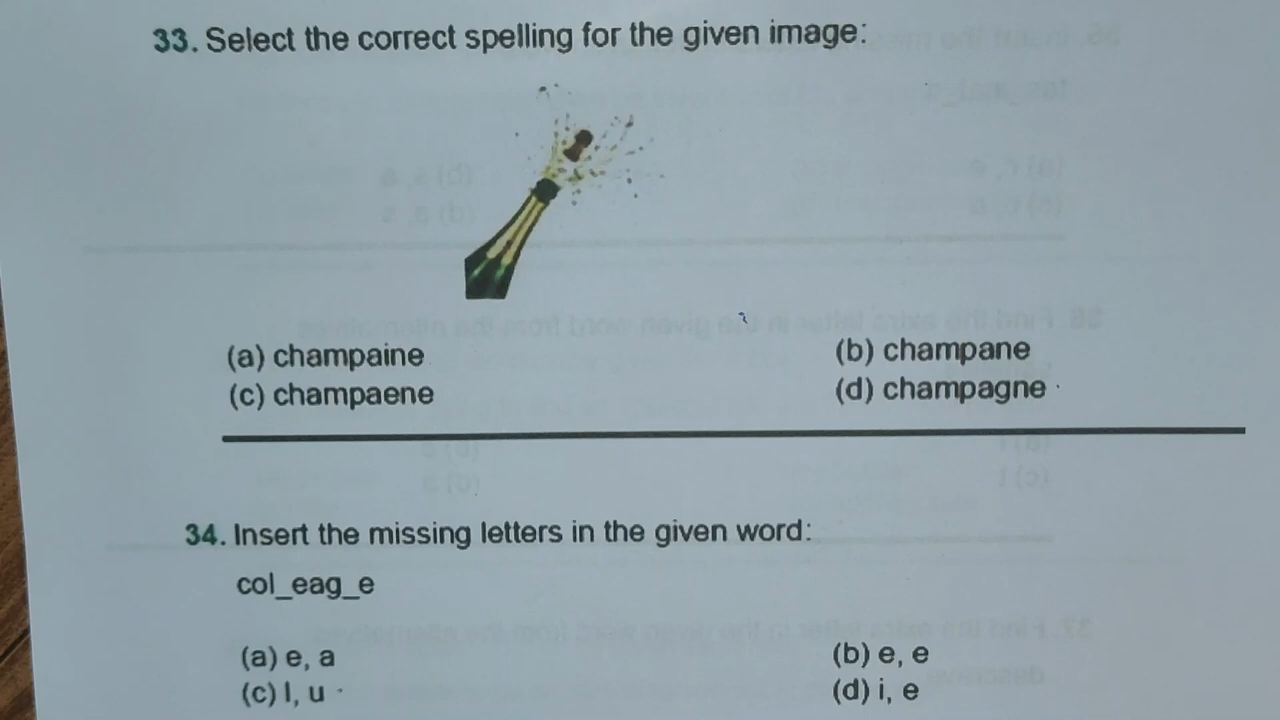 33. Select the correct spelling for the given image:
(a) champaine (b) champane
(c) champaene (d) champagne
34. Insert the missing letters in the given word:
col_eag_e
(a) e, a (b) e, e
(c) l, u (d) i, e